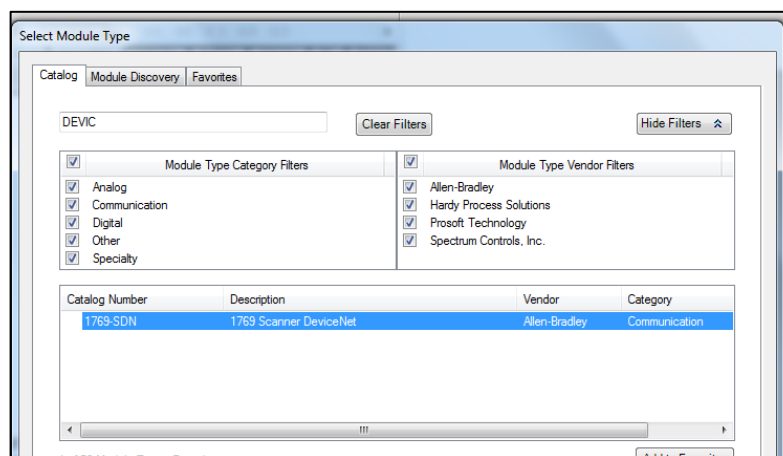 Select Module Type
Catalog Module Discovery Favorites
DEVIC Clear Filters Hide Filters
Module Type Category Filters Module Type Vendor Filters
Analog Allen-Bradley
Communication Hardy Process Solutions
Digital Prosoft Technology
Other Spectrum Controls, Inc.
Specialty
Catalog Number Description Vendor Category
1769-SDN 1769 Scanner DeviceNet Allen-Bradley Communication